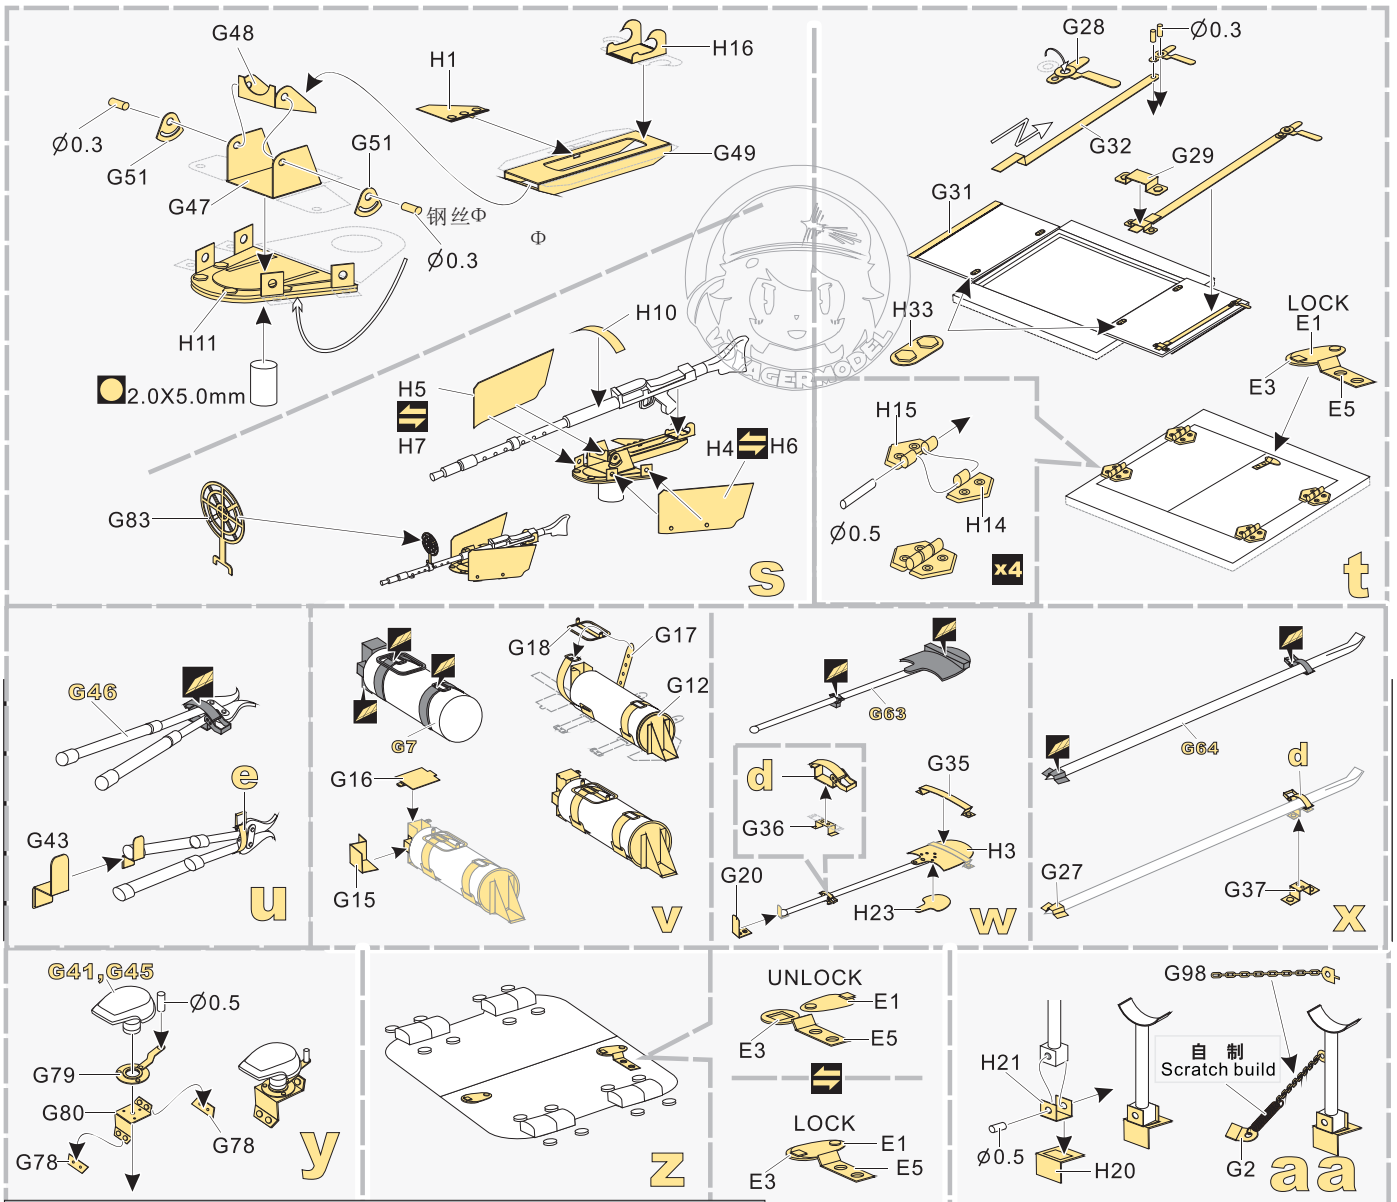 G48
H1
H16
Ø0.3
G51
G51
G49
G47
钢丝Φ
Φ
Ø0.3
H11
2.0X5.0mm
H10
H5
H7
H4
H6
G83
s
G28
Ø0.3
G32
G29
G31
H33
LOCK
E1
E3
E5
H15
Ø0.5
H14
x4
t
VOYAGERMODEL
G46
e
G43
u
G7
G18
G17
G12
G16
G15
v
G63
d
G36
G35
H3
G20
H23
w
G64
d
G27
G37
x
G41,G45
Ø0.5
G79
G80
G78
G78
y
z
UNLOCK
E1
E3
E5
LOCK
E1
E3
E5
G98
H21
自制
Scratch build
Ø0.5
H20
G2
aa